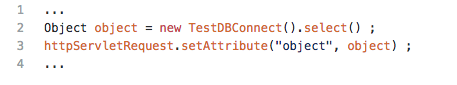 1 ...
2 Object object = new TestDBConnect().select() ;
3 httpServletRequest.setAttribute("object", object) ;
4 ...